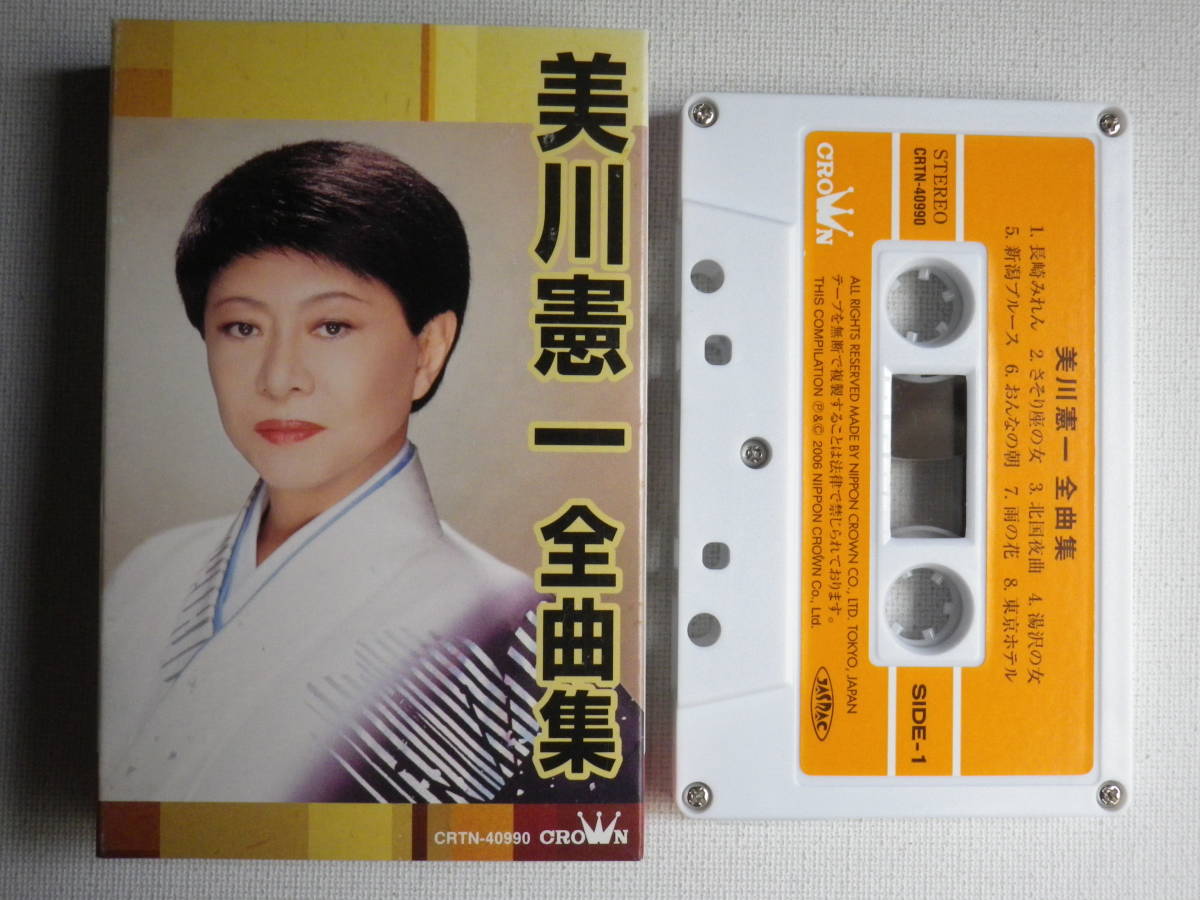 美川憲一 全曲集
CRTN-40990 CROWN
CROWN
STEREO
CRTN-40990
美川憲一 全曲集
1. 長崎みれん 2. さそり座の女 3. 北国夜曲 4. 湯沢の女
5. 新潟ブルース 6. おんなの朝 7. 雨の花 8. 東京ホテル
SIDE-1
ALL RIGHTS RESERVED MADE BY NIPPON CROWN CO., LTD. TOKYO, JAPAN
テープを無断で複製することは法律で禁じられております。
THIS COMPILATION Ⓟ&© 2006 NIPPON CROWN Co., Ltd.
JASRAC